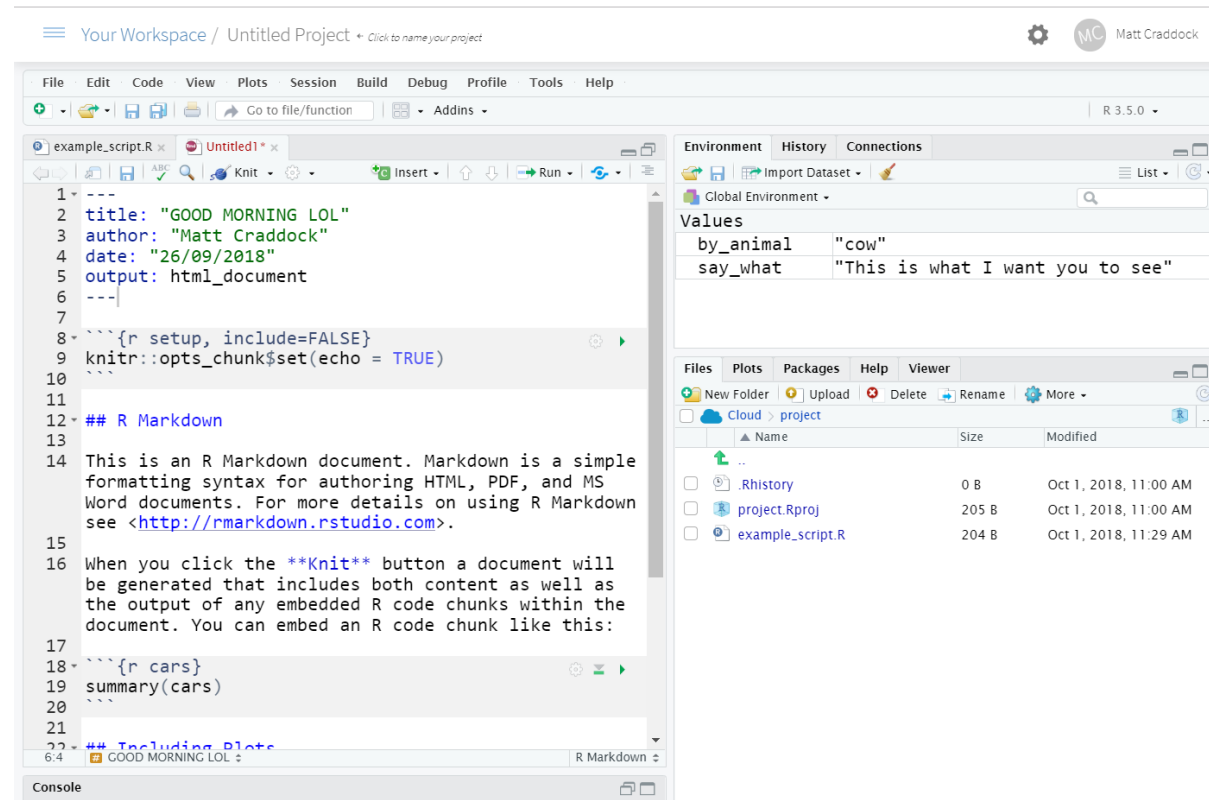 Your Workspace / Untitled Project ← Click to name your project
MC Matt Craddock
File Edit Code View Plots Session Build Debug Profile Tools Help
Go to file/function Addins R 3.5.0
example_script.R Untitled1*
ABC Knit Insert Run
1 ---
2 title: "GOOD MORNING LOL"
3 author: "Matt Craddock"
4 date: "26/09/2018"
5 output: html_document
6 ---
7
8 ```{r setup, include=FALSE}
9 knitr::opts_chunk$set(echo = TRUE)
10 ```
11
12 ## R Markdown
13
14 This is an R Markdown document. Markdown is a simple
formatting syntax for authoring HTML, PDF, and MS
Word documents. For more details on using R Markdown
see <http://rmarkdown.rstudio.com>.
15
16 When you click the **Knit** button a document will
be generated that includes both content as well as
the output of any embedded R code chunks within the
document. You can embed an R code chunk like this:
17
18 ```{r cars}
19 summary(cars)
20 ```
21
22 ## Including Plots
6:4 # GOOD MORNING LOL R Markdown
Console
Environment History Connections
Import Dataset List
Global Environment
Values
by_animal "cow"
say_what "This is what I want you to see"
Files Plots Packages Help Viewer
New Folder Upload Delete Rename More
Cloud > project ..
Name Size Modified
..
.Rhistory 0 B Oct 1, 2018, 11:00 AM
project.Rproj 205 B Oct 1, 2018, 11:00 AM
example_script.R 204 B Oct 1, 2018, 11:29 AM